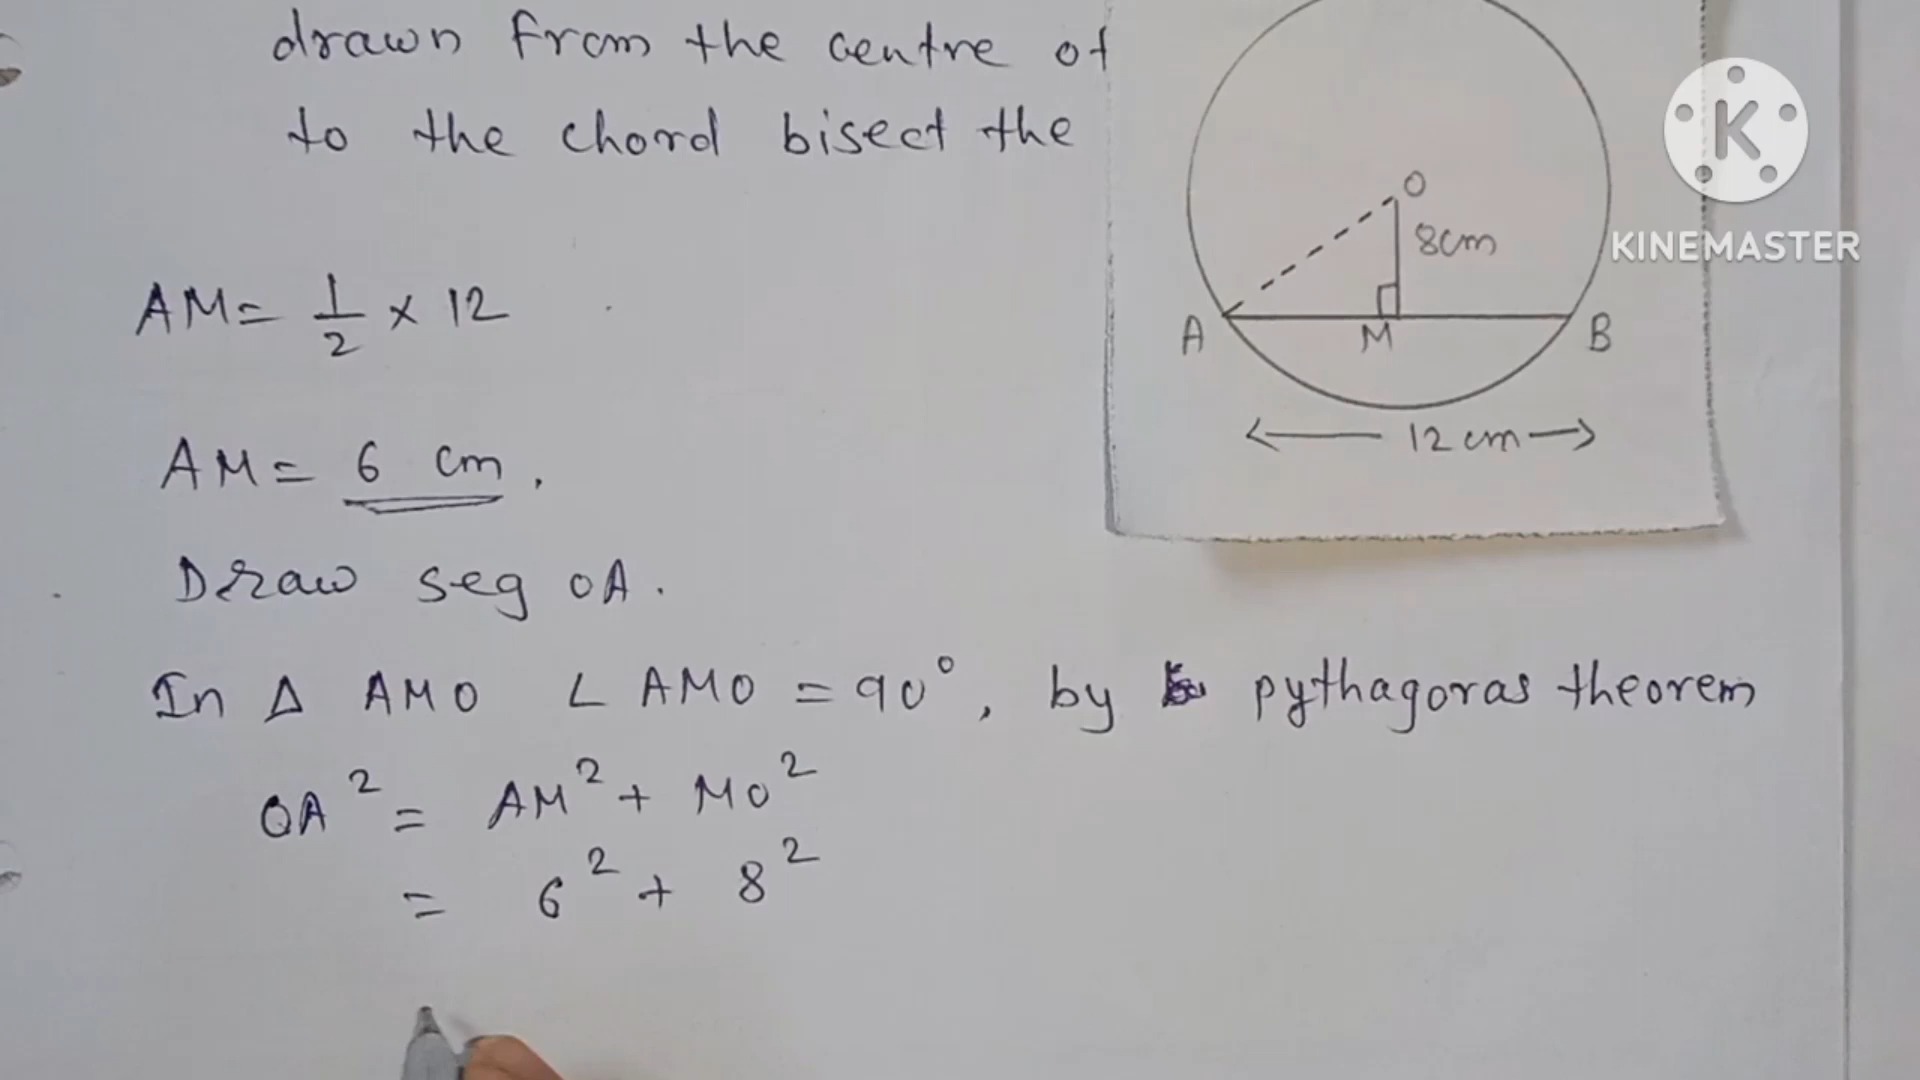 drawn from the centre of
to the chord bisect the
AM = 1/2 × 12
AM = 6 cm.
Draw seg OA.
In Δ AMO ∠AMO = 90°, by pythagoras theorem
OA² = AM² + MO²
= 6² + 8²
O
8cm
A M B
12 cm
K
KINEMASTER